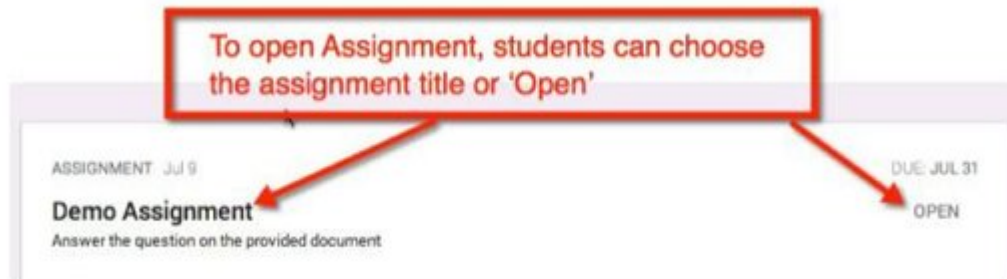 To open Assignment, students can choose
the assignment title or ‘Open’
ASSIGNMENT Jul 9
DUE: JUL 31
Demo Assignment
OPEN
Answer the question on the provided document